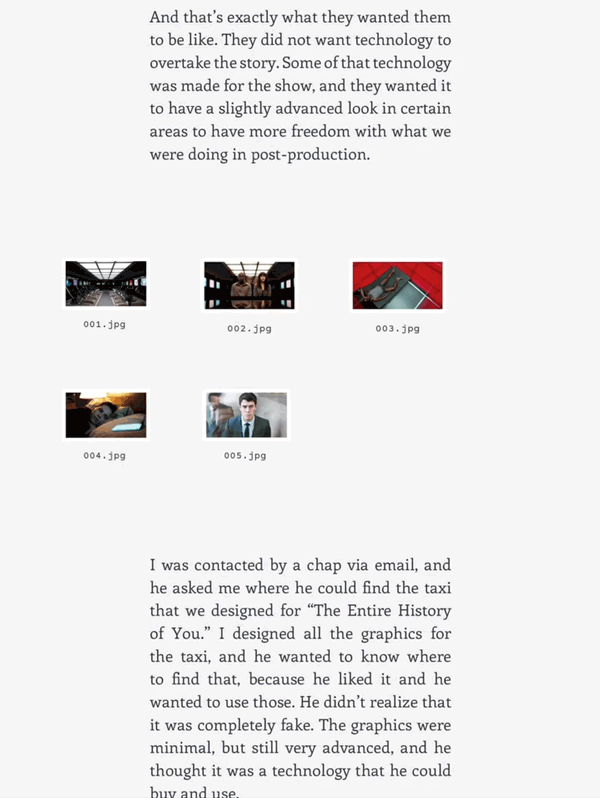 And that’s exactly what they wanted them
to be like. They did not want technology to
overtake the story. Some of that technology
was made for the show, and they wanted it
to have a slightly advanced look in certain
areas to have more freedom with what we
were doing in post-production.
001.jpg
002.jpg
003.jpg
004.jpg
005.jpg
I was contacted by a chap via email, and
he asked me where he could find the taxi
that we designed for “The Entire History
of You.” I designed all the graphics for
the taxi, and he wanted to know where
to find that, because he liked it and he
wanted to use those. He didn’t realize that
it was completely fake. The graphics were
minimal, but still very advanced, and he
thought it was a technology that he could
buy and use.